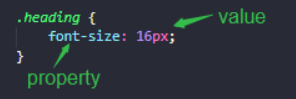 .heading {
value
font-size: 16px;
}
property